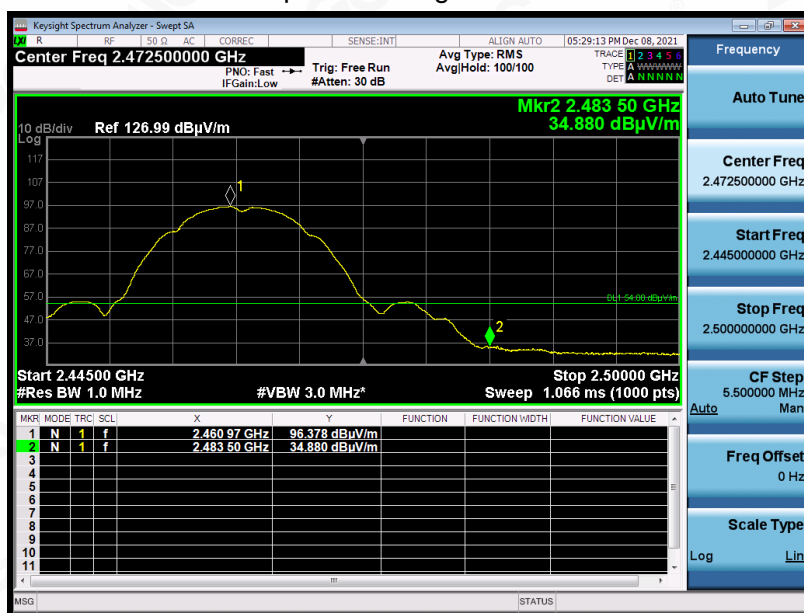 Keysight Spectrum Analyzer - Swept SA
LXI R RF 50 Ω AC CORREC SENSE:INT ALIGN AUTO 05:29:13 PM Dec 08, 2021
Center Freq 2.472500000 GHz
PNO: Fast
IFGain:Low
Trig: Free Run
#Atten: 30 dB
Avg Type: RMS
Avg|Hold: 100/100
TRACE 1 2 3 4 5 6
TYPE A WWWWW
DET A N N N N N
Mkr2 2.483 50 GHz
34.880 dBµV/m
10 dB/div Ref 126.99 dBµV/m
Log
117
107
97.0
87.0
77.0
67.0
57.0
47.0
37.0
1
2
DL1 54.00 dBµV/m
Start 2.44500 GHz Stop 2.50000 GHz
#Res BW 1.0 MHz #VBW 3.0 MHz* Sweep 1.066 ms (1000 pts)
MKR MODE TRC SCL X Y FUNCTION FUNCTION WIDTH FUNCTION VALUE
1 N 1 f 2.460 97 GHz 96.378 dBµV/m
2 N 1 f 2.483 50 GHz 34.880 dBµV/m
3
4
5
6
7
8
9
10
11
MSG STATUS
Frequency
Auto Tune
Center Freq
2.472500000 GHz
Start Freq
2.445000000 GHz
Stop Freq
2.500000000 GHz
CF Step
5.500000 MHz
Auto Man
Freq Offset
0 Hz
Scale Type
Log Lin